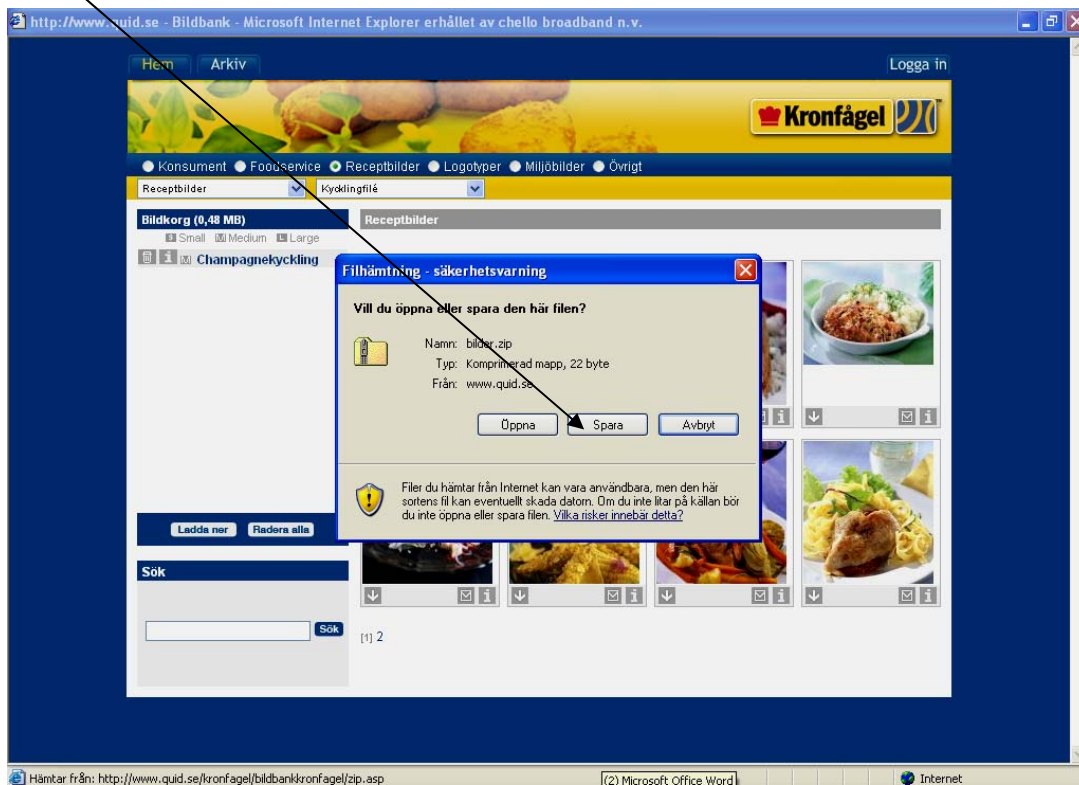 http://www.quid.se - Bildbank - Microsoft Internet Explorer erhållet av chello broadband n.v.
Hem Arkiv Logga in
Kronfågel
Konsument Foodservice Receptbilder Logotyper Miljöbilder Övrigt
Receptbilder Kycklingfilé
Bildkorg (0,48 MB) Receptbilder
S Small M Medium L Large
i M Champagnekyckling
Filhämtning - säkerhetsvarning
Vill du öppna eller spara den här filen?
Namn: bilder.zip
Typ: Komprimerad mapp, 22 byte
Från: www.quid.se
Öppna Spara Avbryt
Filer du hämtar från Internet kan vara användbara, men den här
sortens fil kan eventuellt skada datorn. Om du inte litar på källan bör
du inte öppna eller spara filen. Vilka risker innebär detta?
Ladda ner Radera alla
Sök
Sök
[1] 2
Hämtar från: http://www.quid.se/kronfagel/bildbankkronfagel/zip.asp (2) Microsoft Office Word Internet